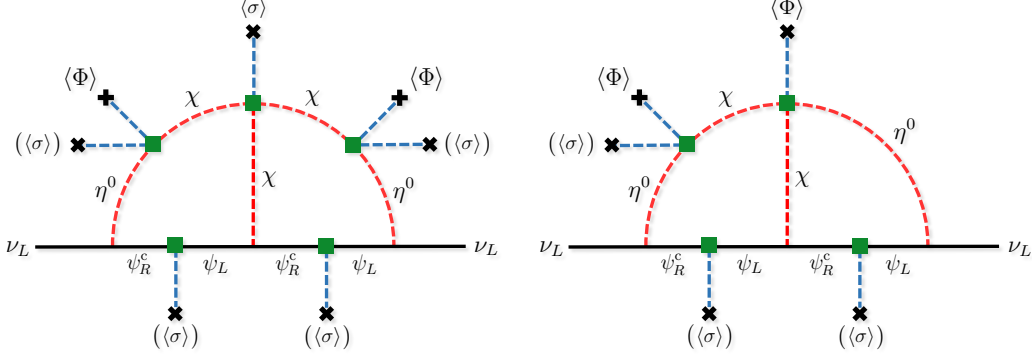 ⟨σ⟩
⟨Φ⟩ χ χ ⟨Φ⟩
(⟨σ⟩) (⟨σ⟩)
η⁰ χ η⁰
ν_L ν_L
ψ_R^c ψ_L ψ_R^c ψ_L
(⟨σ⟩) (⟨σ⟩)
⟨Φ⟩
⟨Φ⟩ χ
(⟨σ⟩) η⁰
η⁰ χ
ν_L ν_L
ψ_R^c ψ_L ψ_R^c ψ_L
(⟨σ⟩) (⟨σ⟩)